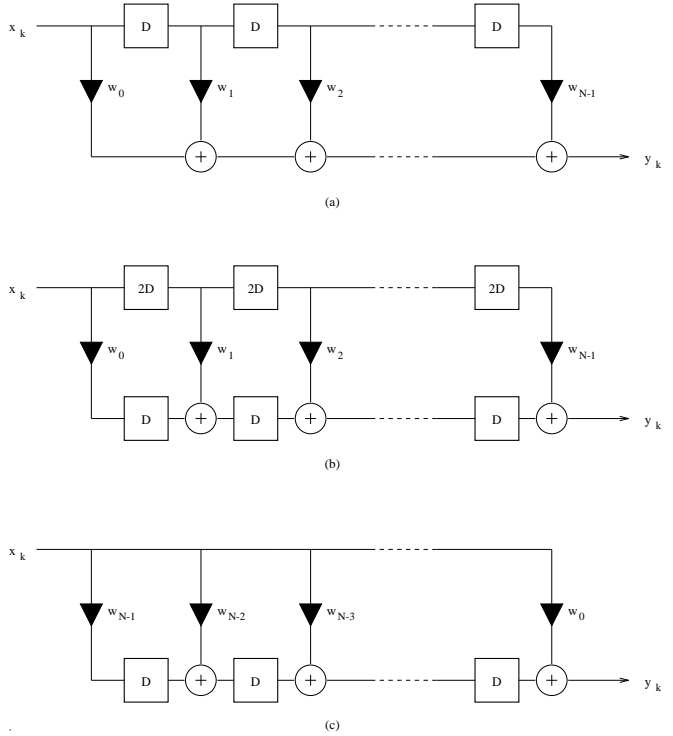 x k D D D
w 0 w 1 w 2 w N-1
+ + + y k
(a)
x k 2D 2D 2D
w 0 w 1 w 2 w N-1
D + D + D + y k
(b)
x k
w N-1 w N-2 w N-3 w 0
D + D + D + y k
(c)